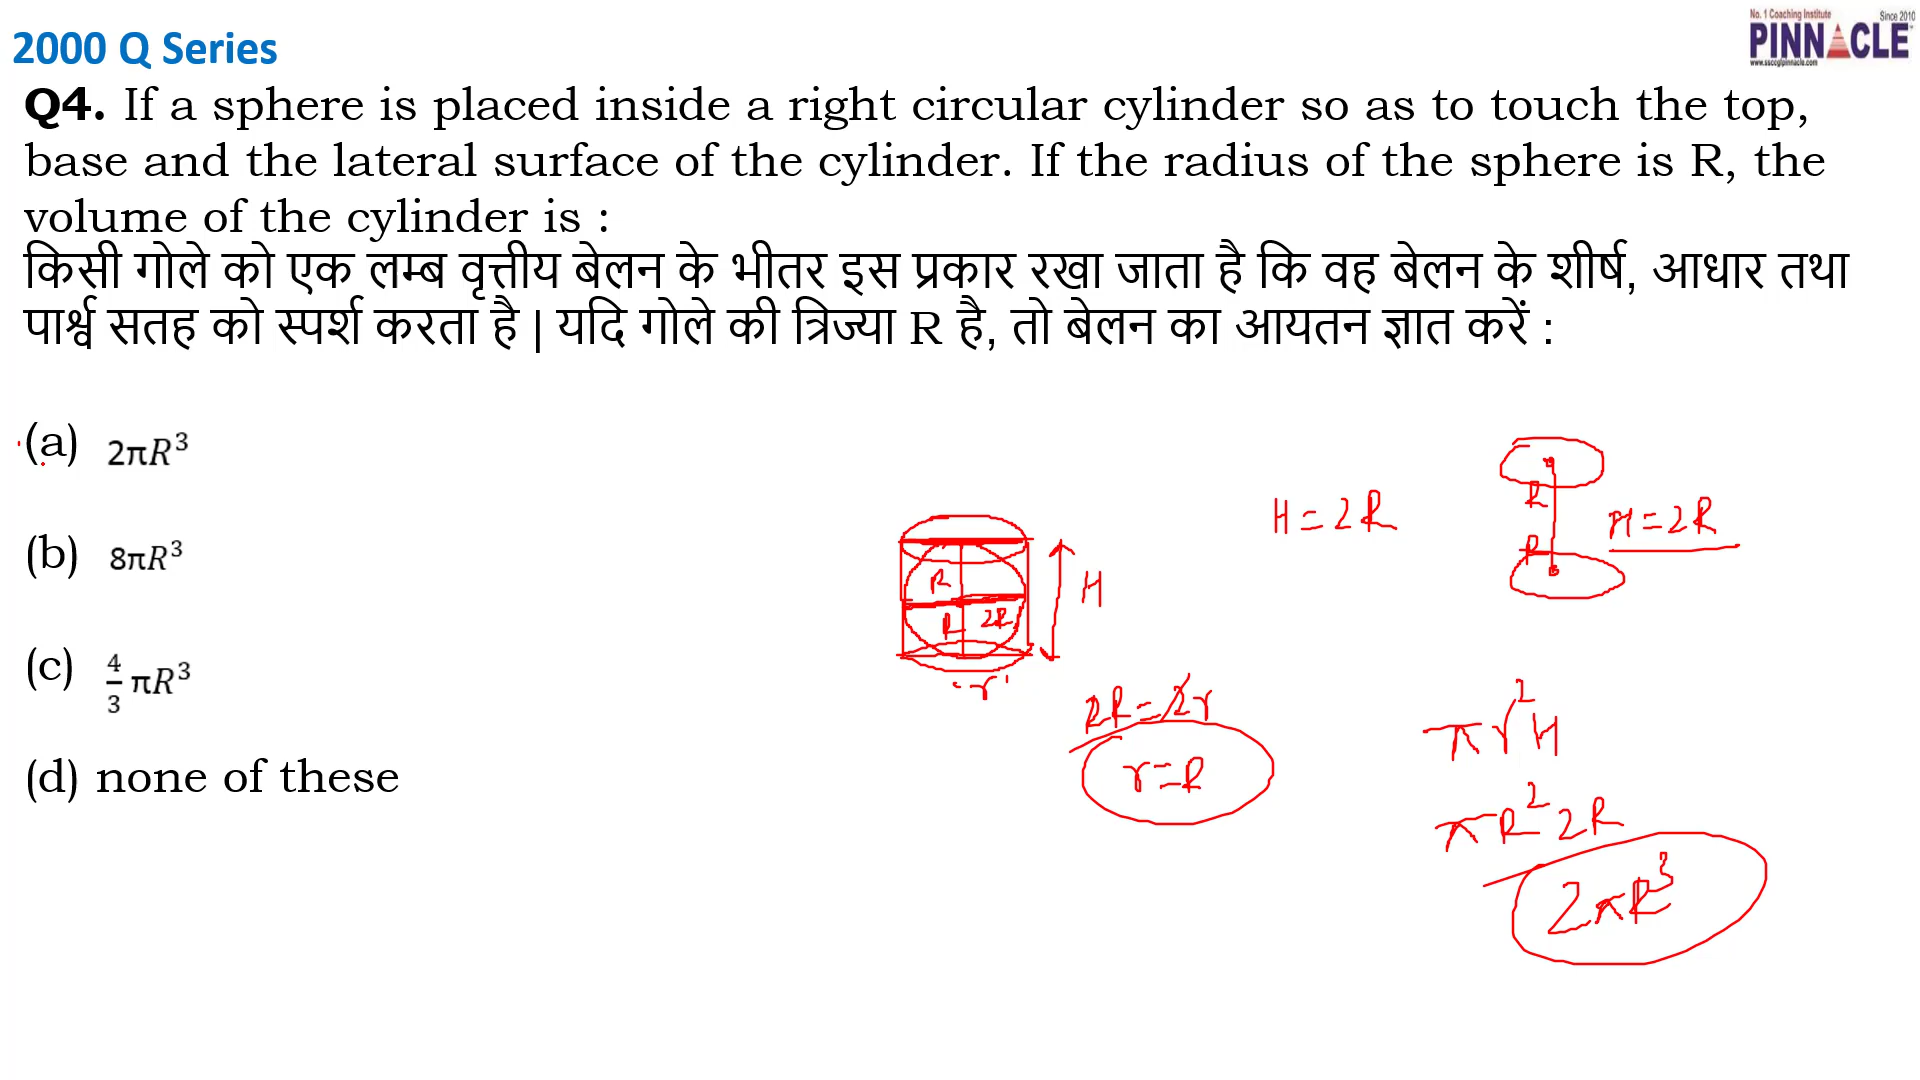 No. 1 Coaching Institute Since 2010
PINNACLE
www.ssccglpinnacle.com
2000 Q Series
Q4. If a sphere is placed inside a right circular cylinder so as to touch the top,
base and the lateral surface of the cylinder. If the radius of the sphere is R, the
volume of the cylinder is :
किसी गोले को एक लम्ब वृत्तीय बेलन के भीतर इस प्रकार रखा जाता है कि वह बेलन के शीर्ष, आधार तथा
पार्श्व सतह को स्पर्श करता है | यदि गोले की त्रिज्या R है, तो बेलन का आयतन ज्ञात करें :
(a) 2πR³
(b) 8πR³
(c) 4/3 πR³
(d) none of these
R
R 2R
H
'r'
H = 2R
R
R
H = 2R
2R = 2r
r = R
πr²H
πR²2R
2πR³